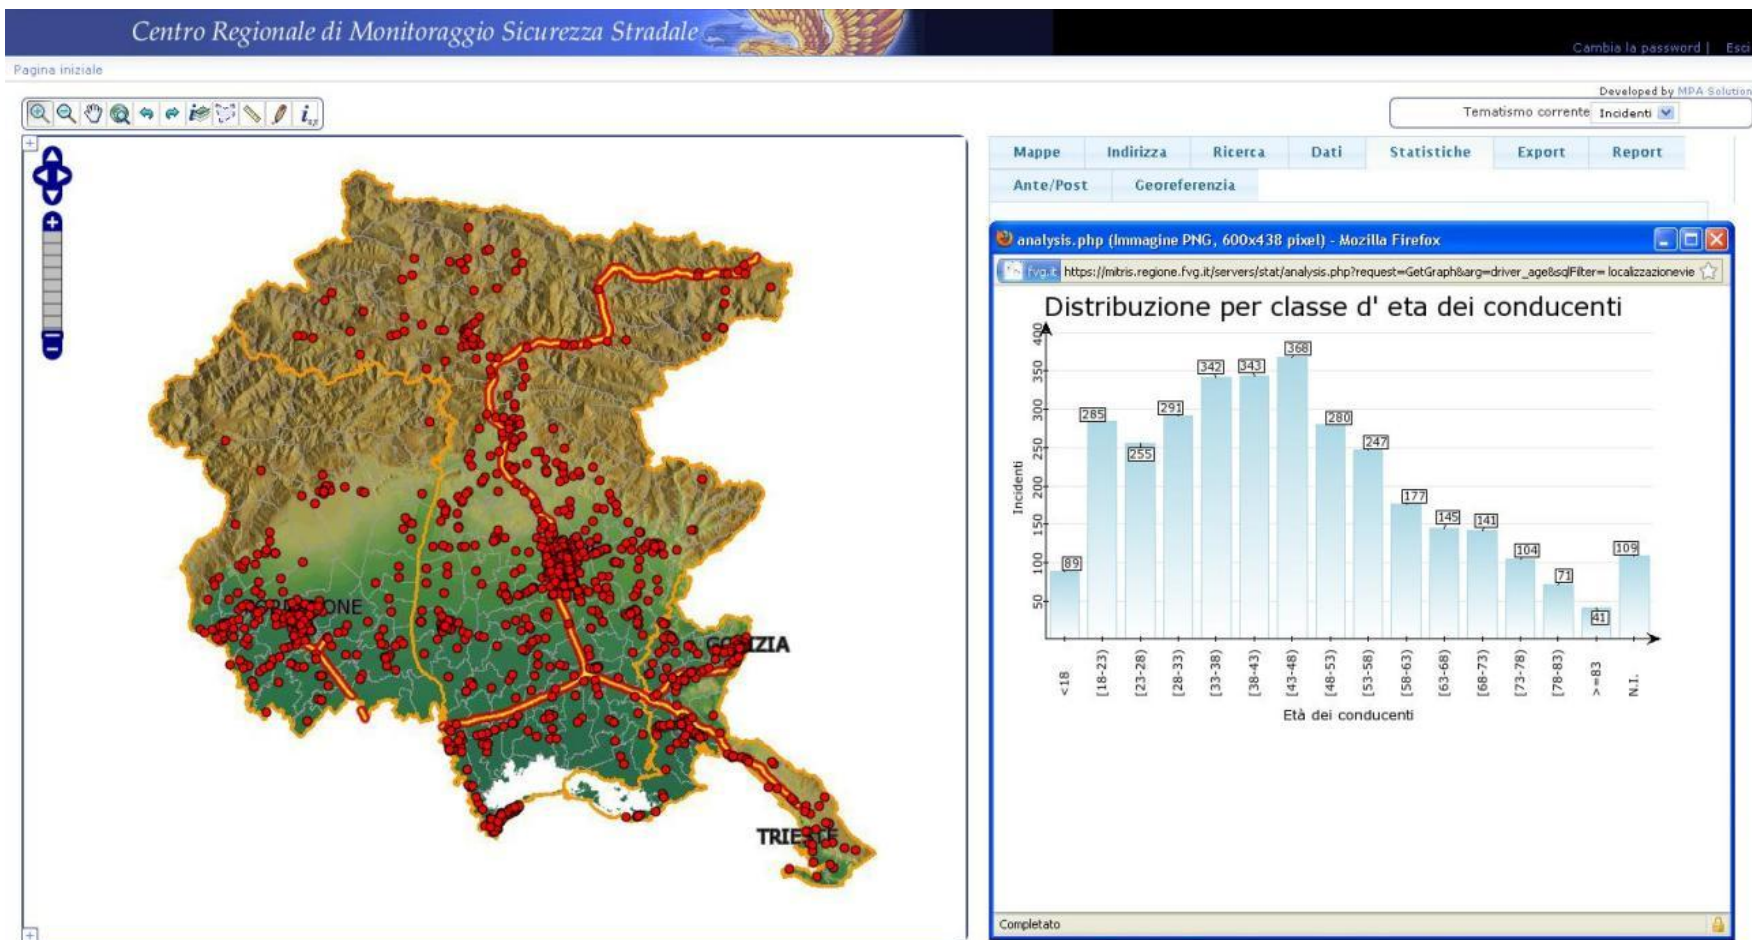 Centro Regionale di Monitoraggio Sicurezza Stradale
Cambia la password | Esci
Pagina iniziale
Developed by MPA Solution
Tematismo corrente Incidenti
Mappe Indirizza Ricerca Dati Statistiche Export Report
Ante/Post Georeferenzia
GORIZIA
TRIESTE
analysis.php (Immagine PNG, 600x438 pixel) - Mozilla Firefox
fvg.it https://mitris.regione.fvg.it/servers/stat/analysis.php?request=GetGraph&arg=driver_age&sqlFilter= localizzazionevie
Distribuzione per classe d' eta dei conducenti
Incidenti
400
350
300
250
200
150
100
50
89 285 255 291 342 343 368 280 247 177 145 141 104 71 41 109
<18 [18-23) [23-28) [28-33) [33-38) [38-43) [43-48) [48-53) [53-58) [58-63) [63-68) [68-73) [73-78) [78-83) >=83 N.I.
Età dei conducenti
Completato